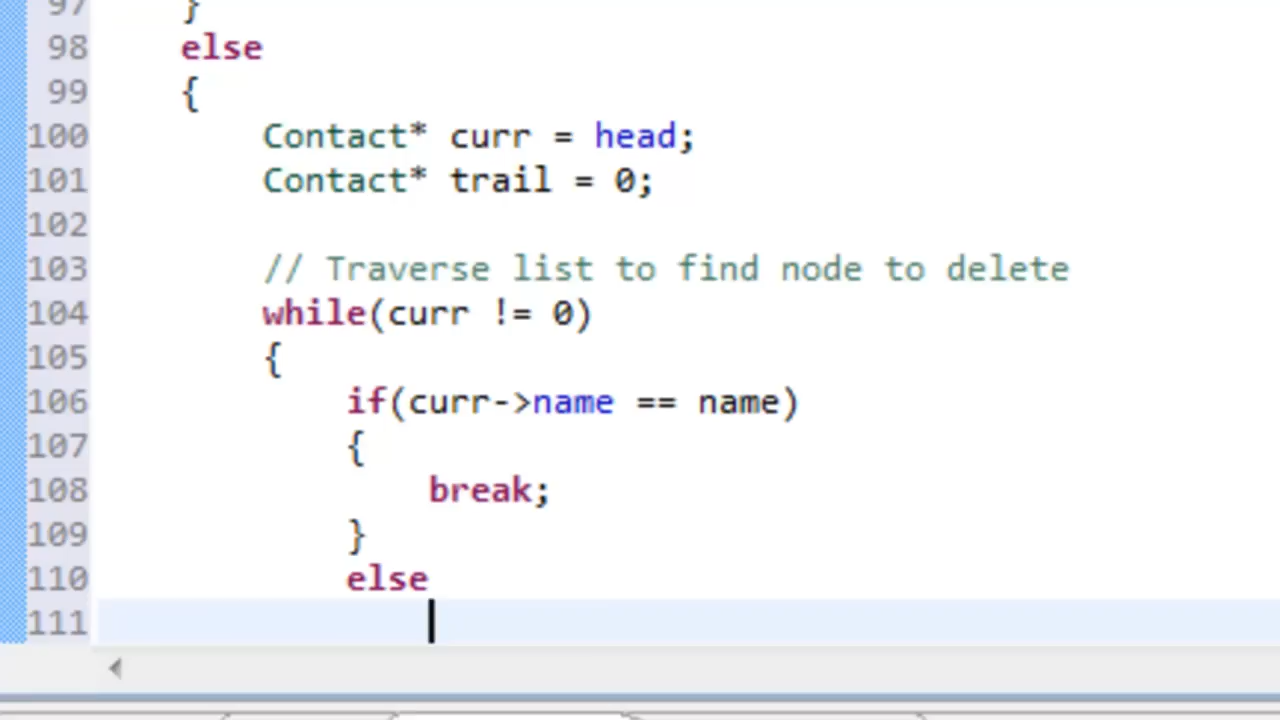 97 }
98 else
99 {
100 Contact* curr = head;
101 Contact* trail = 0;
102
103 // Traverse list to find node to delete
104 while(curr != 0)
105 {
106 if(curr->name == name)
107 {
108 break;
109 }
110 else
111